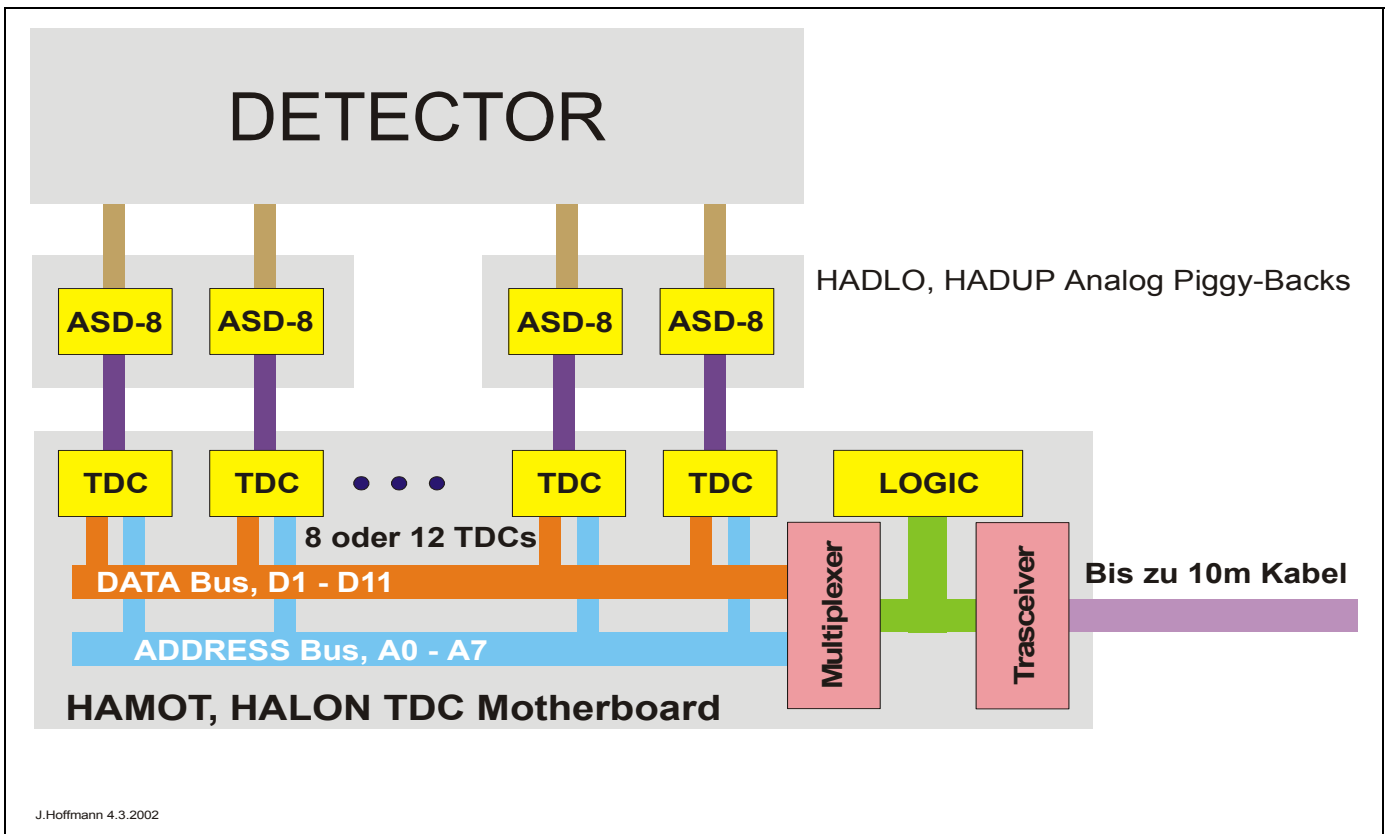 DETECTOR
HADLO, HADUP Analog Piggy-Backs
ASD-8 ASD-8 ASD-8 ASD-8
TDC TDC TDC TDC LOGIC
8 oder 12 TDCs
DATA Bus, D1 - D11
ADDRESS Bus, A0 - A7
Multiplexer
Trasceiver
Bis zu 10m Kabel
HAMOT, HALON TDC Motherboard
J.Hoffmann 4.3.2002